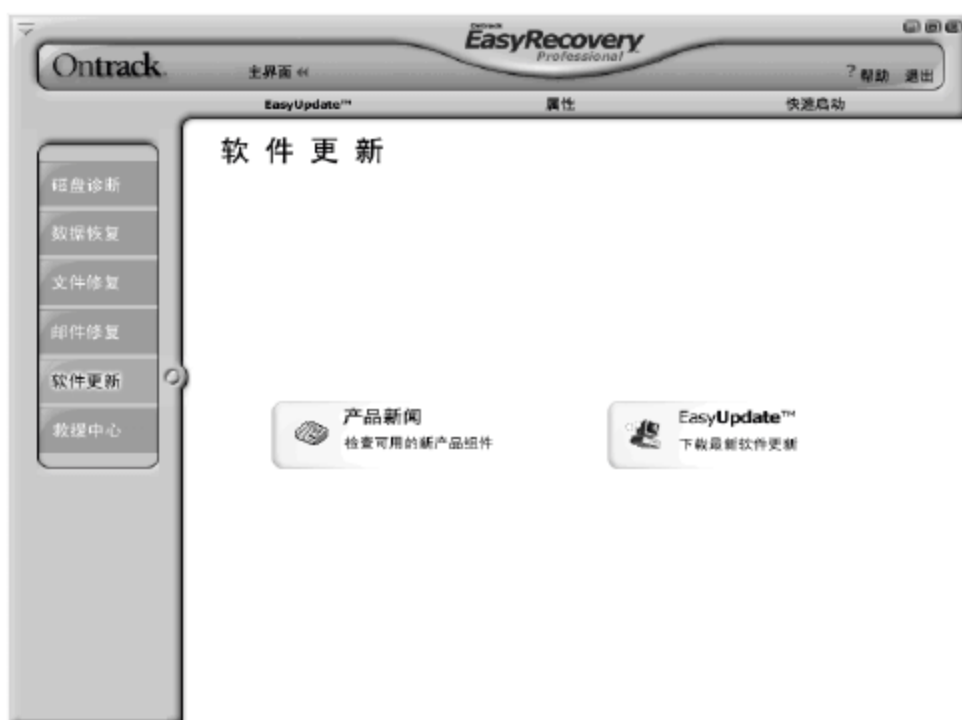 Ontrack
EasyRecovery
Professional
Ontrack.
主界面 «
? 帮助 退出
EasyUpdate™ 属性 快速启动
软件更新
磁盘诊断
数据恢复
文件修复
邮件修复
软件更新
救援中心
产品新闻
检查可用的新产品组件
EasyUpdate™
下载最新软件更新